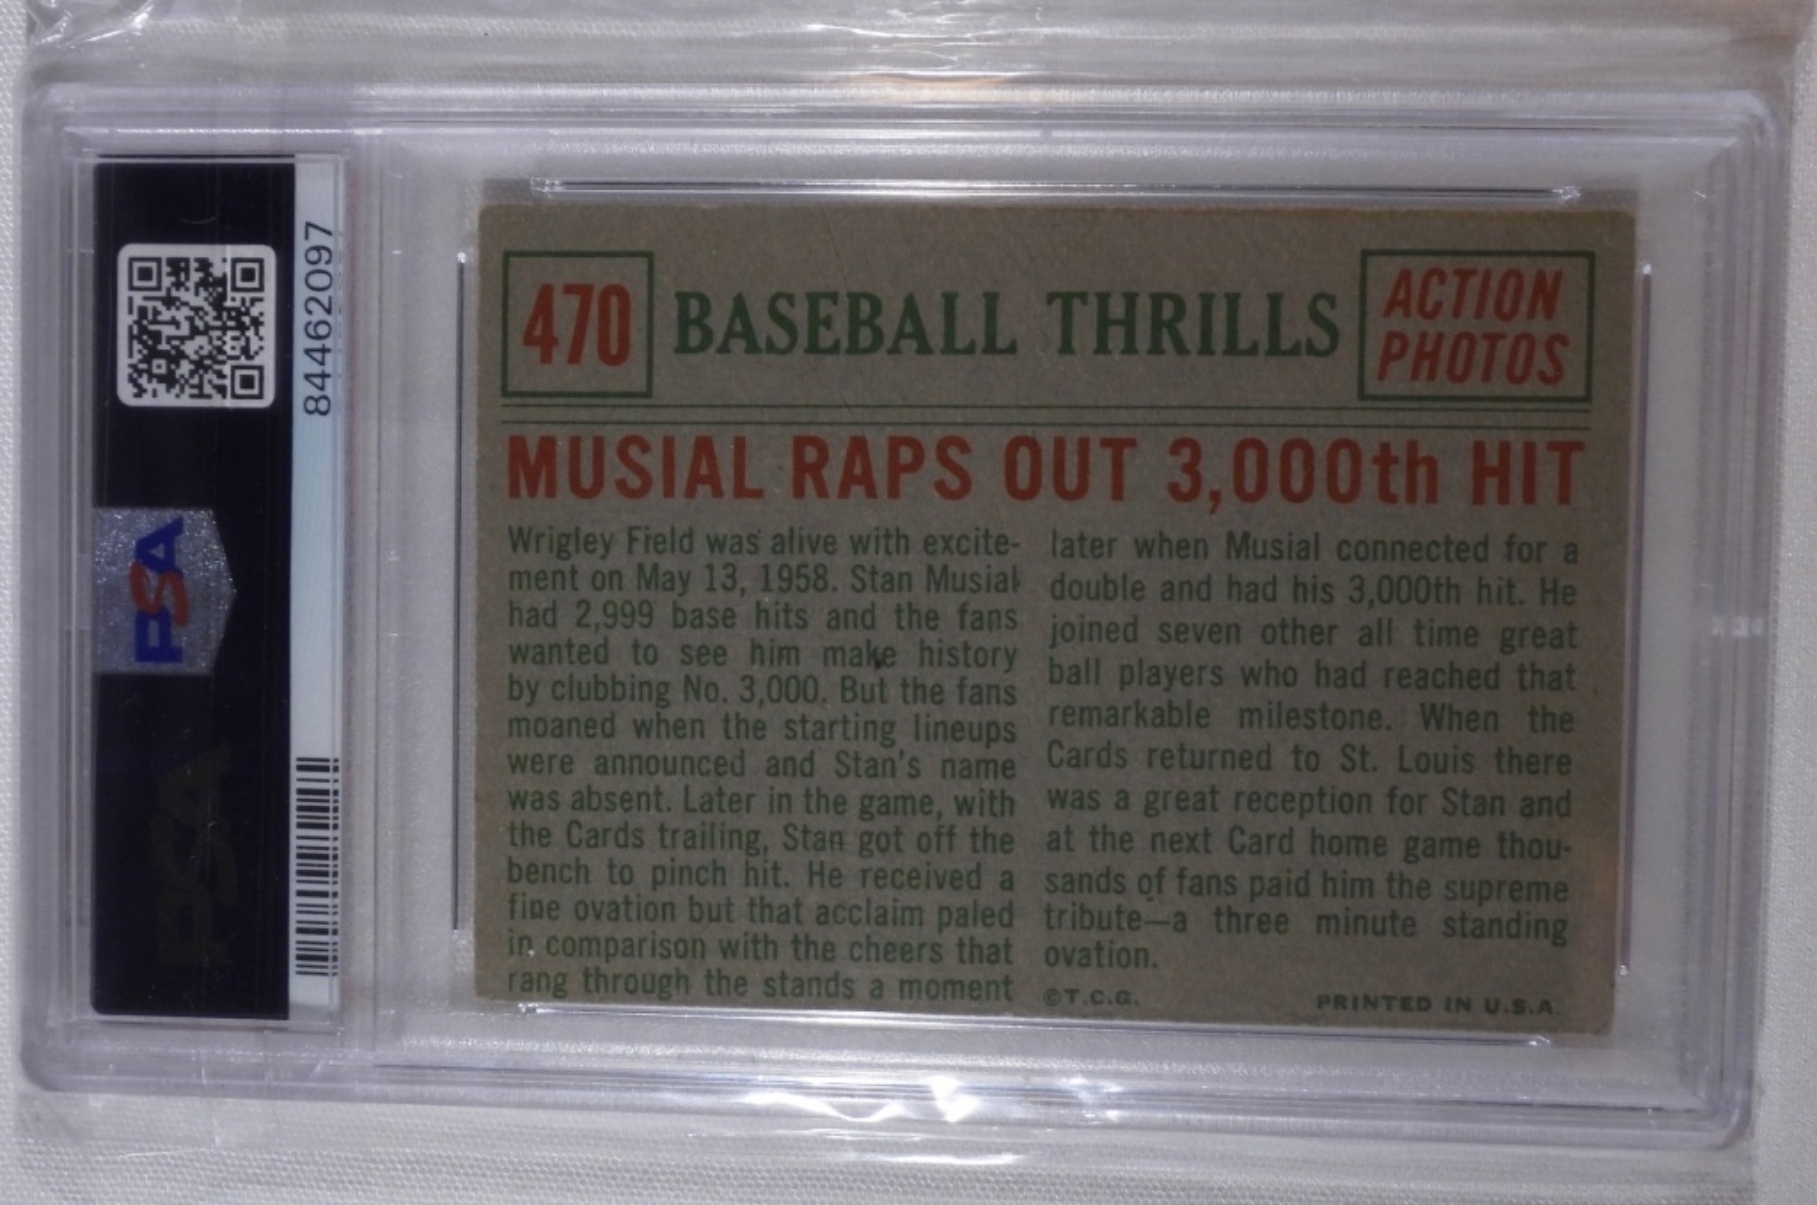 84462097
PSA
PSA
470
BASEBALL THRILLS
ACTION
PHOTOS
MUSIAL RAPS OUT 3,000th HIT
Wrigley Field was alive with excite-
ment on May 13, 1958. Stan Musial
had 2,999 base hits and the fans
wanted to see him make history
by clubbing No. 3,000. But the fans
moaned when the starting lineups
were announced and Stan's name
was absent. Later in the game, with
the Cards trailing, Stan got off the
bench to pinch hit. He received a
fine ovation but that acclaim paled
in comparison with the cheers that
rang through the stands a moment
later when Musial connected for a
double and had his 3,000th hit. He
joined seven other all time great
ball players who had reached that
remarkable milestone. When the
Cards returned to St. Louis there
was a great reception for Stan and
at the next Card home game thou-
sands of fans paid him the supreme
tribute—a three minute standing
ovation.
©T.C.G.
PRINTED IN U.S.A.